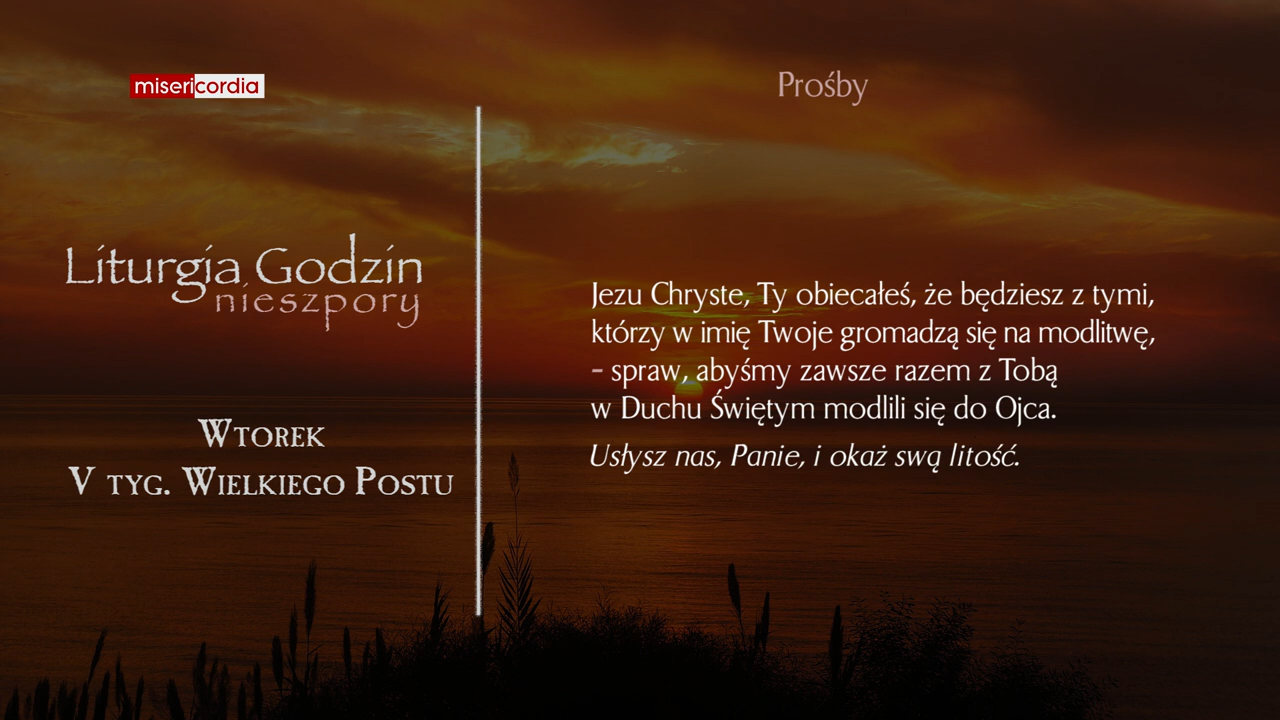 misericordia
Liturgia Godzin
nieszpory
Wtorek
V tyg. Wielkiego Postu
Prośby
Jezu Chryste, Ty obiecałeś, że będziesz z tymi,
którzy w imię Twoje gromadzą się na modlitwę,
– spraw, abyśmy zawsze razem z Tobą
w Duchu Świętym modlili się do Ojca.
Usłysz nas, Panie, i okaż swą litość.